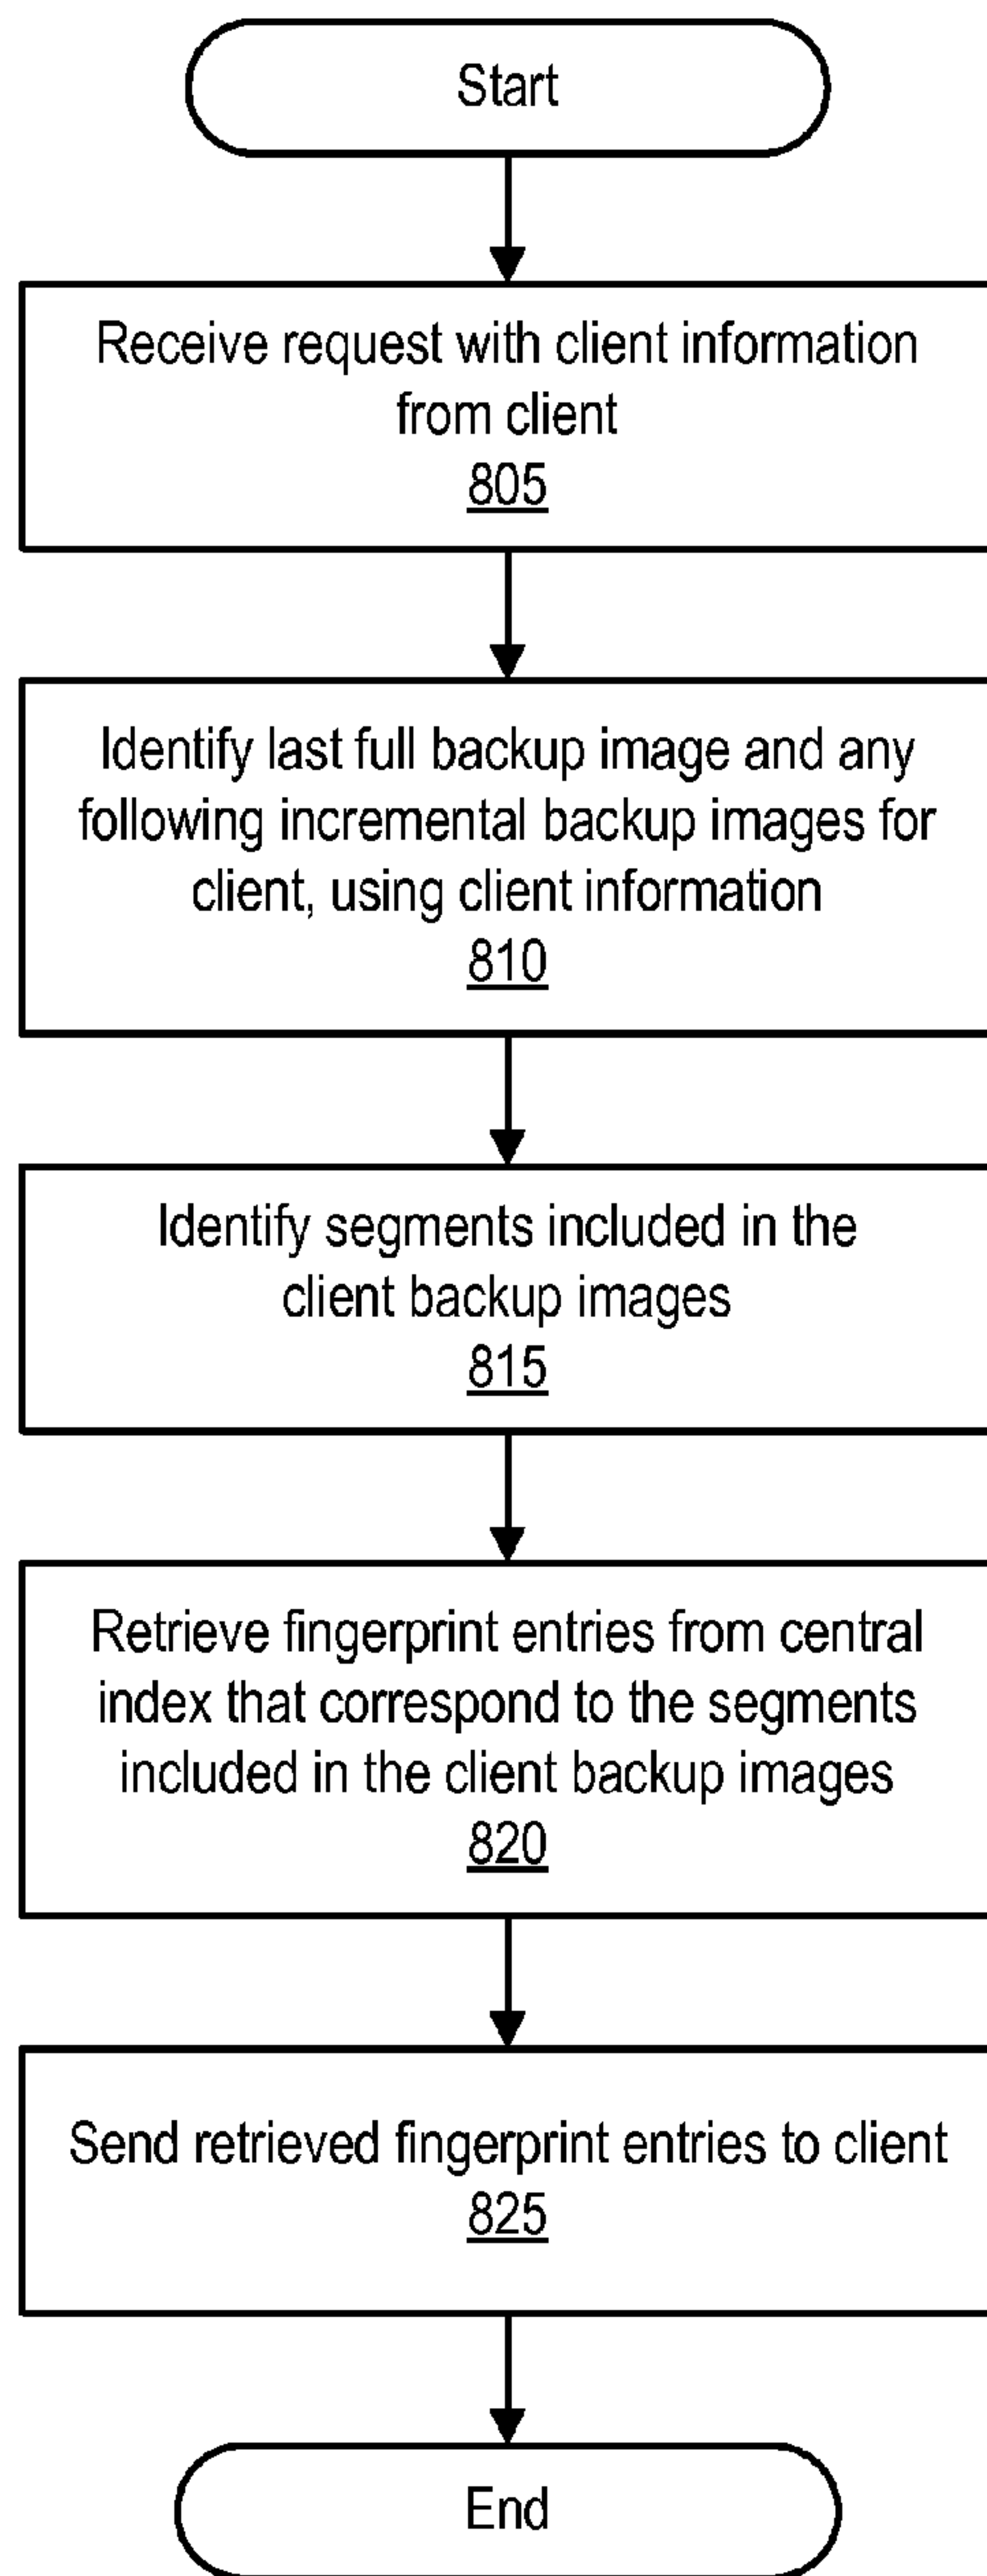 Start
Receive request with client information
from client
805
Identify last full backup image and any
following incremental backup images for
client, using client information
810
Identify segments included in the
client backup images
815
Retrieve fingerprint entries from central
index that correspond to the segments
included in the client backup images
820
Send retrieved fingerprint entries to client
825
End